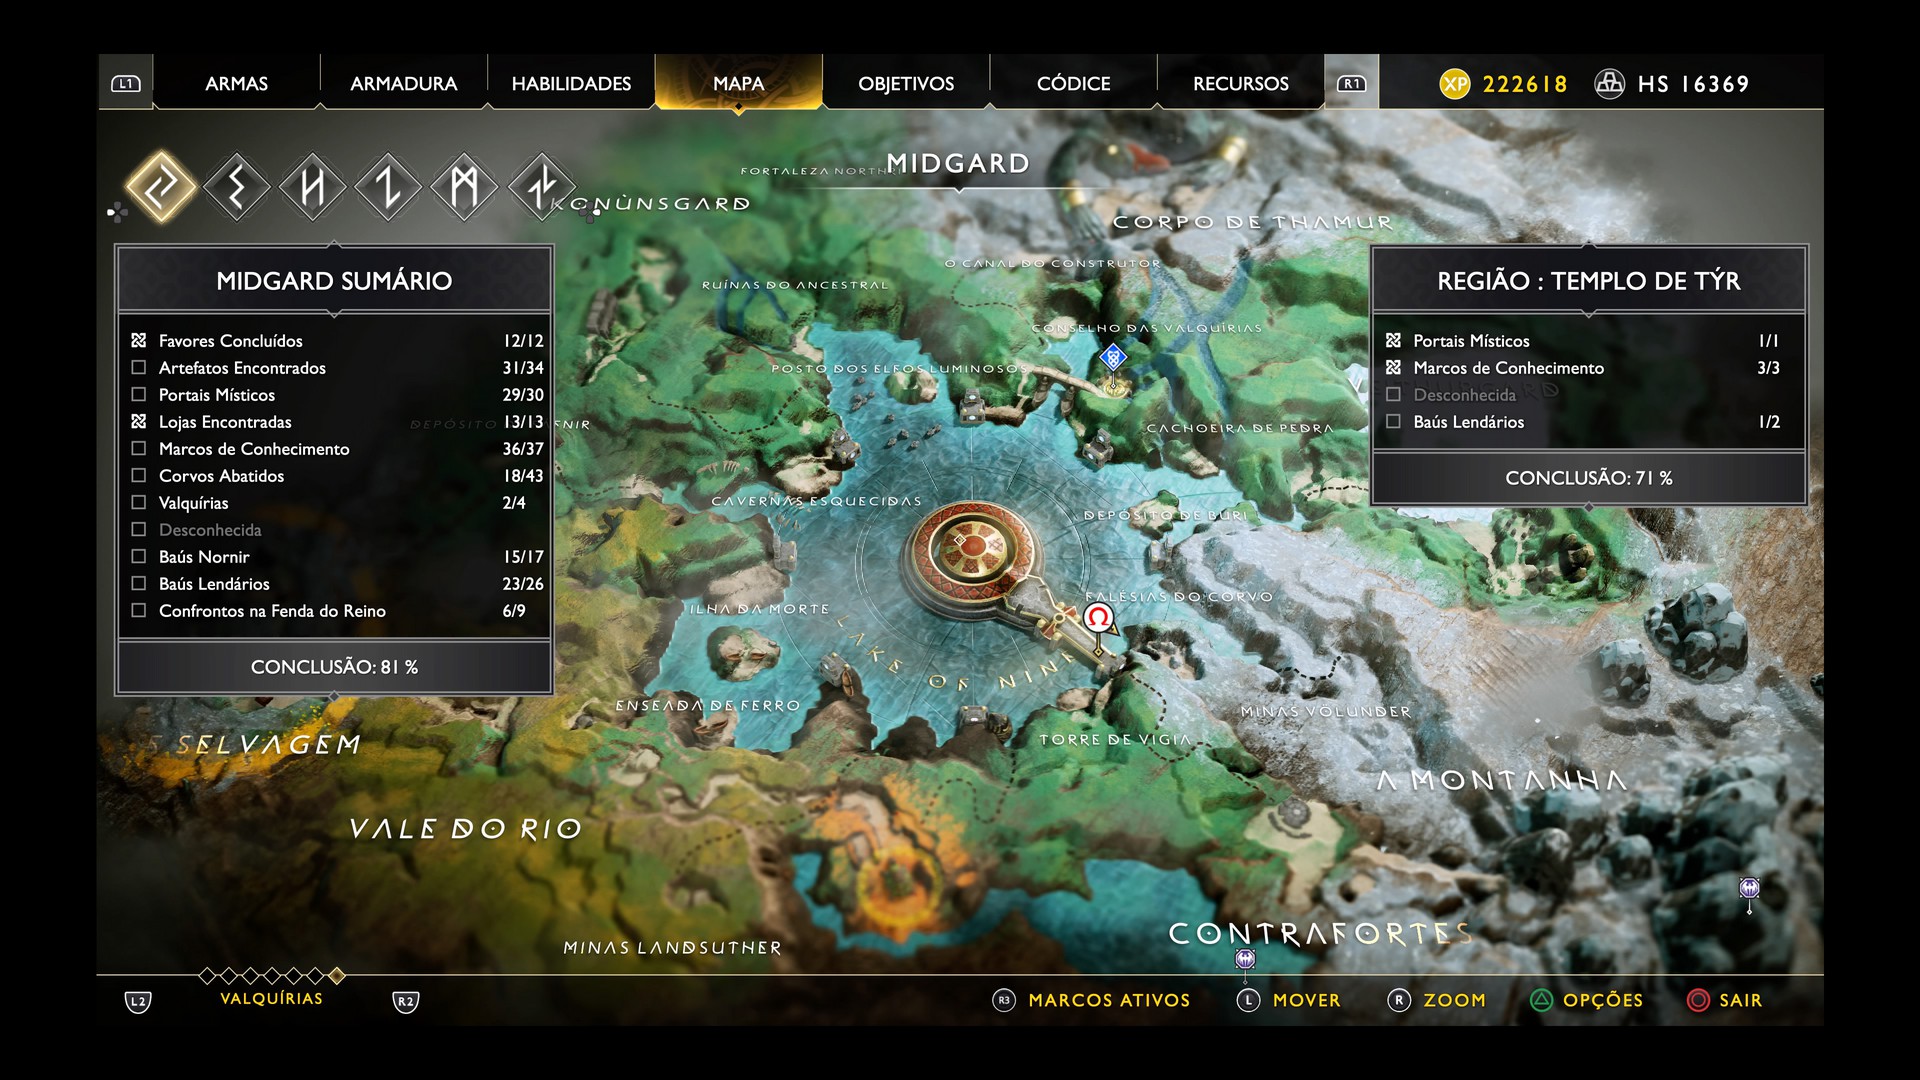 L1 ARMAS ARMADURA HABILIDADES MAPA OBJETIVOS CÓDICE RECURSOS R1 XP 222618 HS 16369
MIDGARD
FORTALEZA NORTHRI
KONÙNSGARD
CORPO DE THAMUR
O CANAL DO CONSTRUTOR
RUÍNAS DO ANCESTRAL
CONSELHO DAS VALQUÍRIAS
POSTO DOS ELFOS LUMINOSOS
CACHOEIRA DE PEDRA
CAVERNAS ESQUECIDAS
DEPÓSITO DE BURI
ILHA DA MORTE
FALÉSIAS DO CORVO
LAKE OF NINE
ENSEADA DE FERRO
MINAS VÖLUNDER
TORRE DE VIGIA
SELVAGEM
A MONTANHA
VALE DO RIO
CONTRAFORTES
MINAS LANDSUTHER
MIDGARD SUMÁRIO
Favores Concluídos 12/12
Artefatos Encontrados 31/34
Portais Místicos 29/30
Lojas Encontradas 13/13
DEPÓSITO
Marcos de Conhecimento 36/37
Corvos Abatidos 18/43
Valquírias 2/4
Desconhecida
Baús Nornir 15/17
Baús Lendários 23/26
Confrontos na Fenda do Reino 6/9
CONCLUSÃO: 81 %
REGIÃO : TEMPLO DE TÝR
Portais Místicos 1/1
Marcos de Conhecimento 3/3
Desconhecida
Baús Lendários 1/2
CONCLUSÃO: 71 %
L2 VALQUÍRIAS R2
R3 MARCOS ATIVOS L MOVER R ZOOM OPÇÕES SAIR